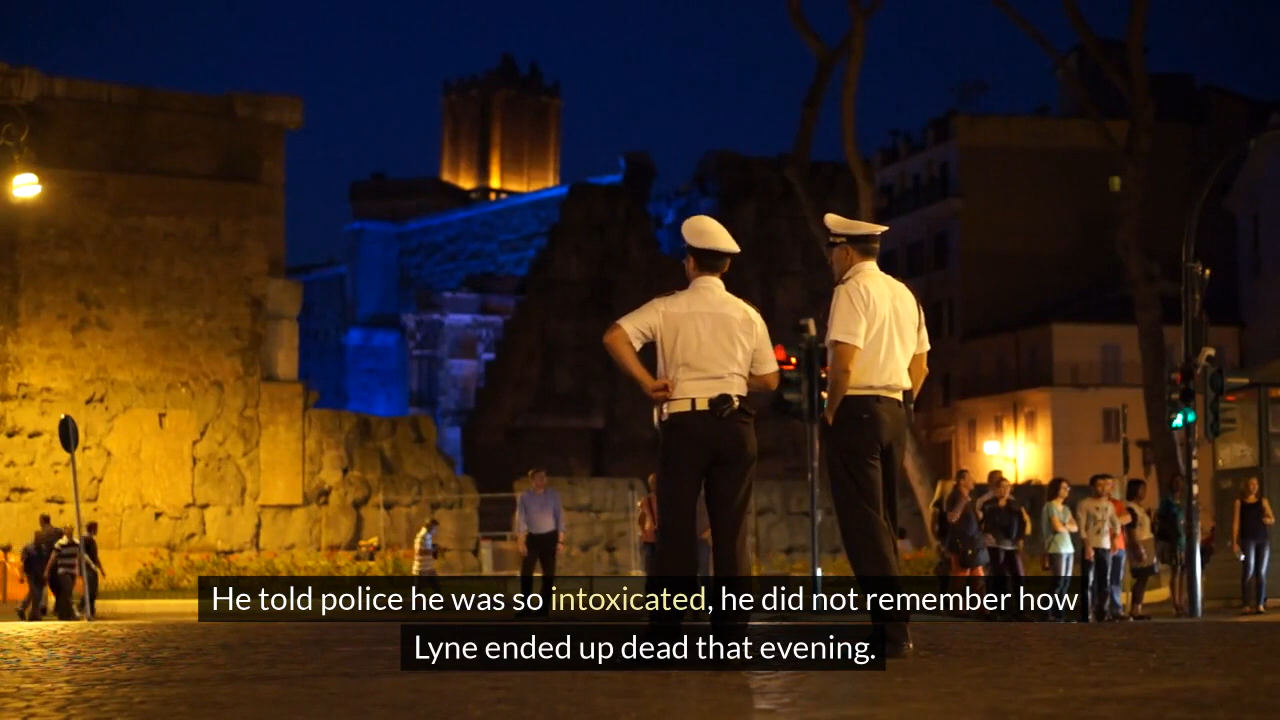 He told police he was so intoxicated, he did not remember how
Lyne ended up dead that evening.